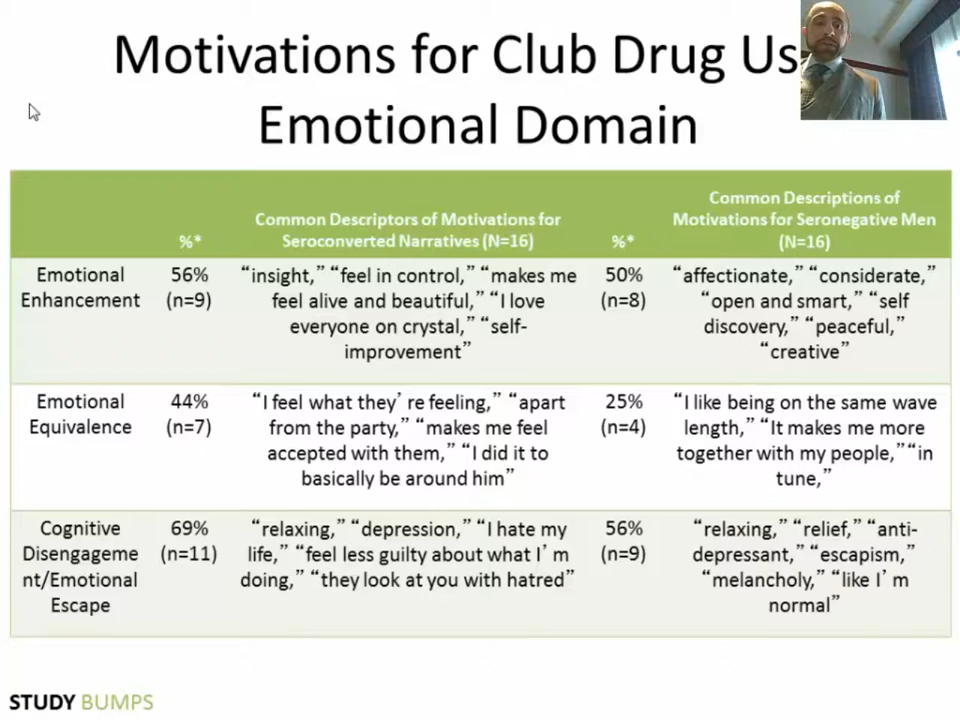 Motivations for Club Drug Us
Emotional Domain
%*
Common Descriptors of Motivations for
Seroconverted Narratives (N=16)
%*
Common Descriptions of
Motivations for Seronegative Men
(N=16)
Emotional
Enhancement
56%
(n=9)
“insight,” “feel in control,” “makes me
feel alive and beautiful,” “I love
everyone on crystal,” “self-
improvement”
50%
(n=8)
“affectionate,” “considerate,”
“open and smart,” “self
discovery,” “peaceful,”
“creative”
Emotional
Equivalence
44%
(n=7)
“I feel what they’ re feeling,” “apart
from the party,” “makes me feel
accepted with them,” “I did it to
basically be around him”
25%
(n=4)
“I like being on the same wave
length,” “It makes me more
together with my people,” “in
tune,”
Cognitive
Disengageme
nt/Emotional
Escape
69%
(n=11)
“relaxing,” “depression,” “I hate my
life,” “feel less guilty about what I’ m
doing,” “they look at you with hatred”
56%
(n=9)
“relaxing,” “relief,” “anti-
depressant,” “escapism,”
“melancholy,” “like I’ m
normal”
STUDY BUMPS